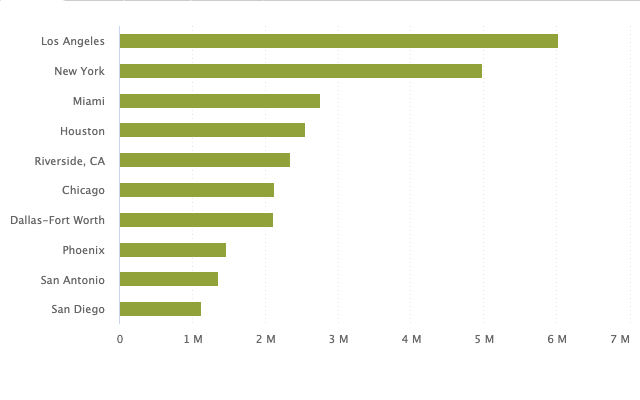 Los Angeles
New York
Miami
Houston
Riverside, CA
Chicago
Dallas-Fort Worth
Phoenix
San Antonio
San Diego
0 1 M 2 M 3 M 4 M 5 M 6 M 7 M